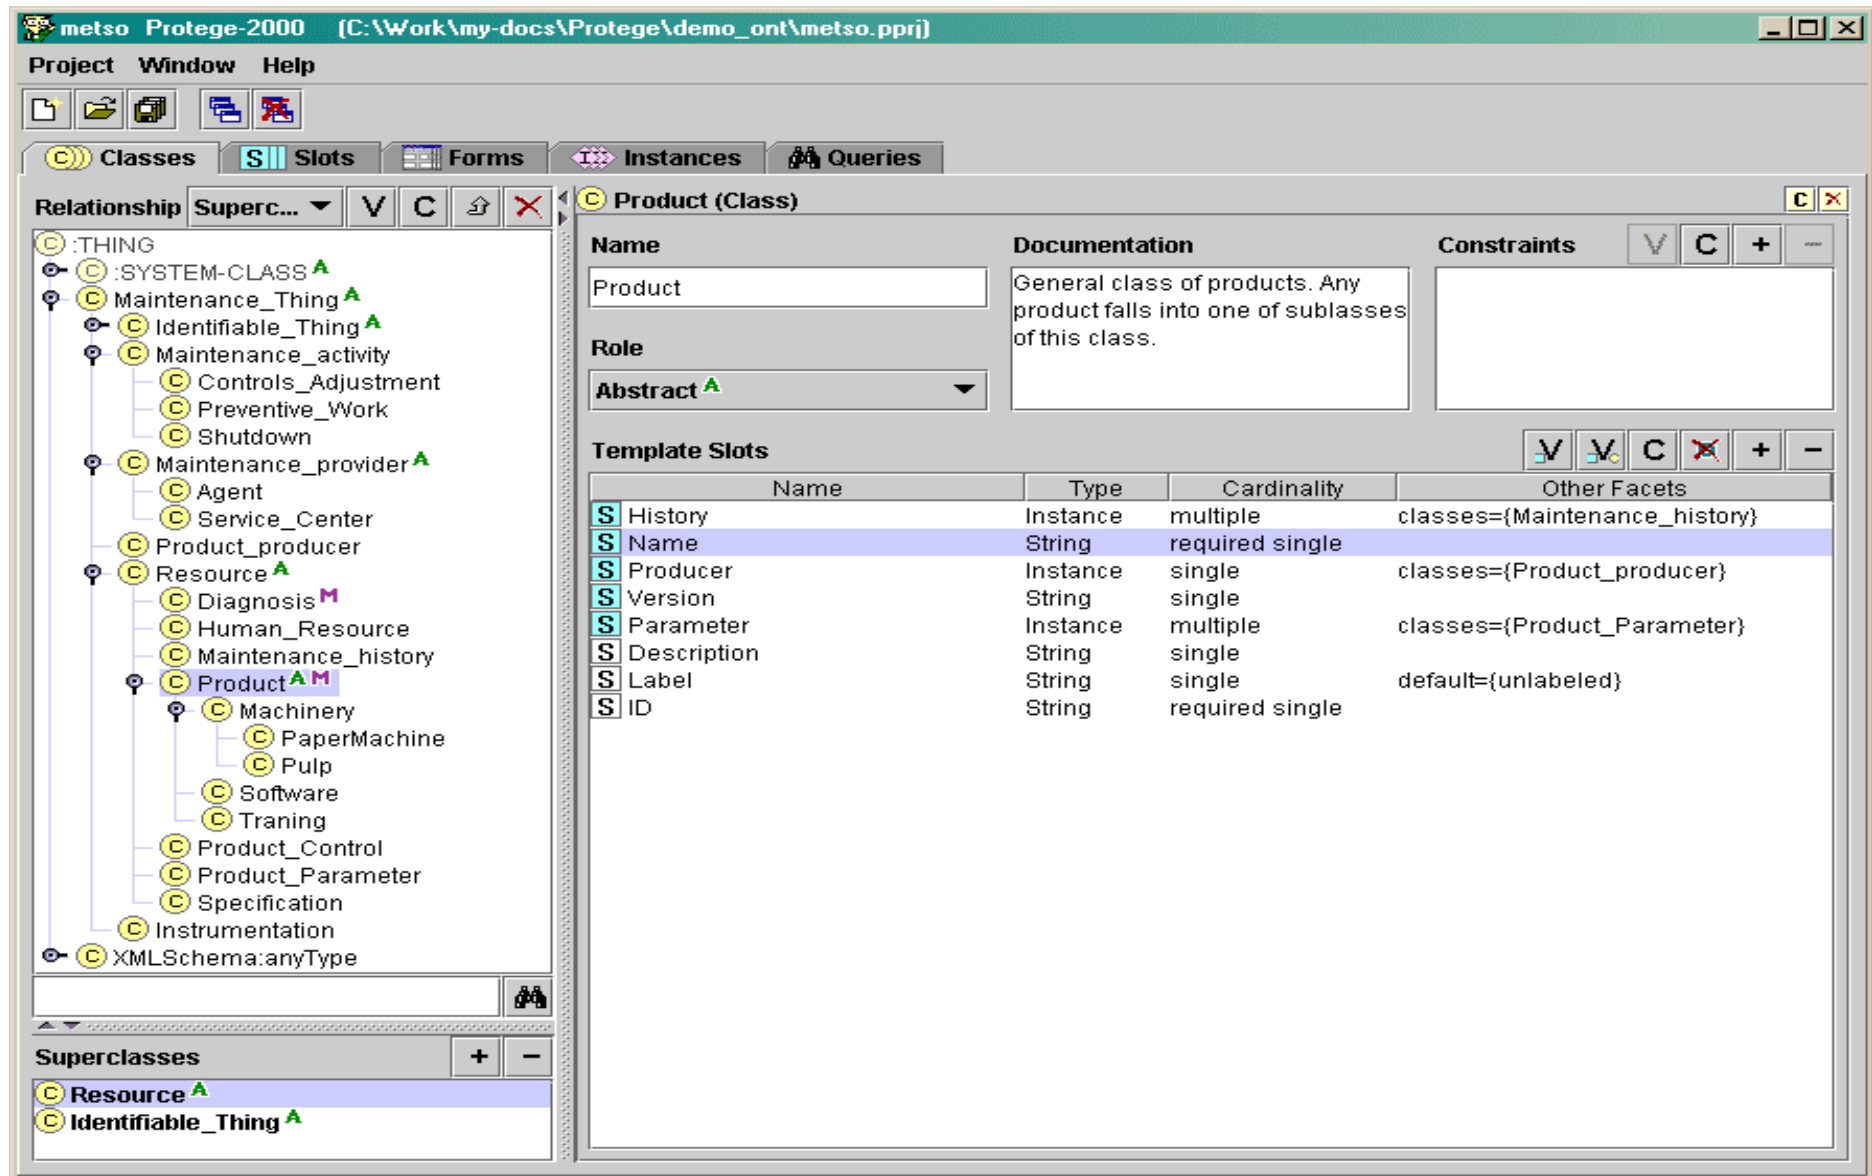 metso Protege-2000 (C:\Work\my-docs\Protege\demo_ont\metso.pprj)
Project Window Help
C Classes S Slots Forms I Instances Queries
Relationship Superc... V C
C :THING
C :SYSTEM-CLASS A
C Maintenance_Thing A
C Identifiable_Thing A
C Maintenance_activity
C Controls_Adjustment
C Preventive_Work
C Shutdown
C Maintenance_provider A
C Agent
C Service_Center
C Product_producer
C Resource A
C Diagnosis M
C Human_Resource
C Maintenance_history
C Product A M
C Machinery
C PaperMachine
C Pulp
C Software
C Traning
C Product_Control
C Product_Parameter
C Specification
C Instrumentation
C XMLSchema:anyType
Superclasses + −
C Resource A
C Identifiable_Thing A
C Product (Class) C x
Name
Product
Role
Abstract A
Documentation
General class of products. Any
product falls into one of sublasses
of this class.
Constraints V C + −
Template Slots V V C X + −
Name Type Cardinality Other Facets
S History Instance multiple classes={Maintenance_history}
S Name String required single
S Producer Instance single classes={Product_producer}
S Version String single
S Parameter Instance multiple classes={Product_Parameter}
S Description String single
S Label String single default={unlabeled}
S ID String required single